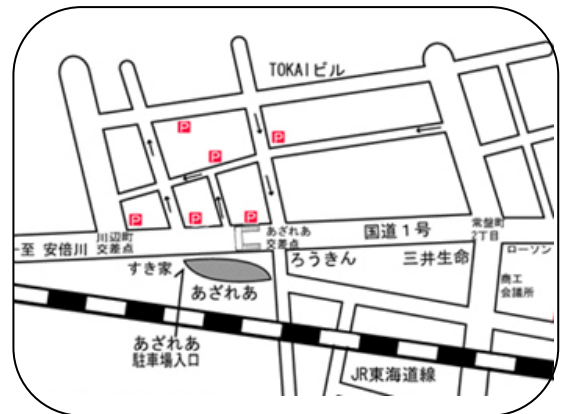 TOKAIビル
P
P
P
P
P
P
国道1号
常盤町
2丁目
あざれあ
交差点
川辺町
交差点
至 安倍川
ろうきん
三井生命
ローソン
すき家
あざれあ
商工
会議所
あざれあ
駐車場入口
JR東海道線